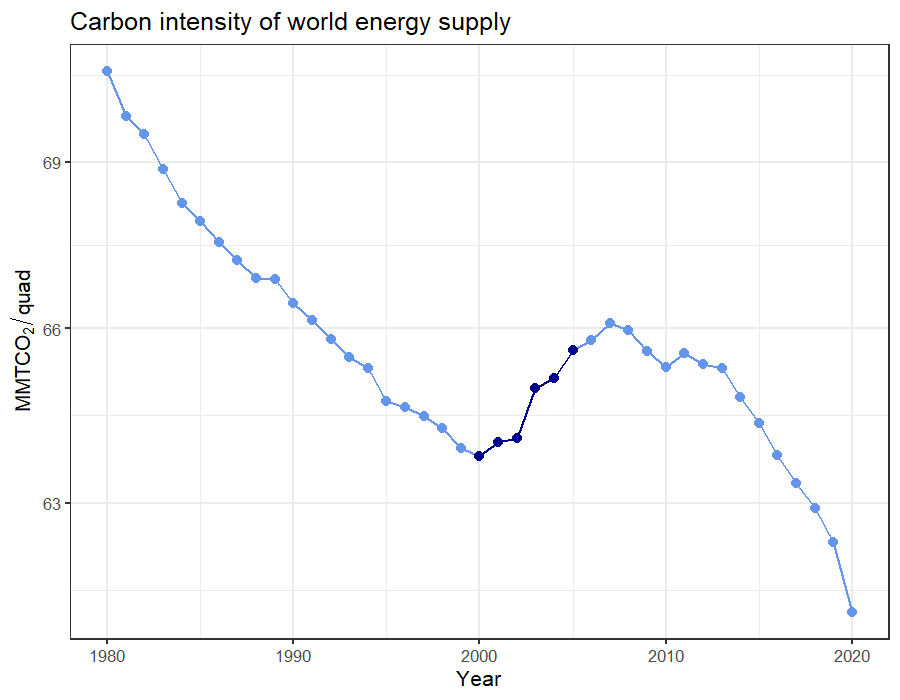 Carbon intensity of world energy supply
MMTCO₂/quad
69
66
63
1980 1990 2000 2010 2020
Year